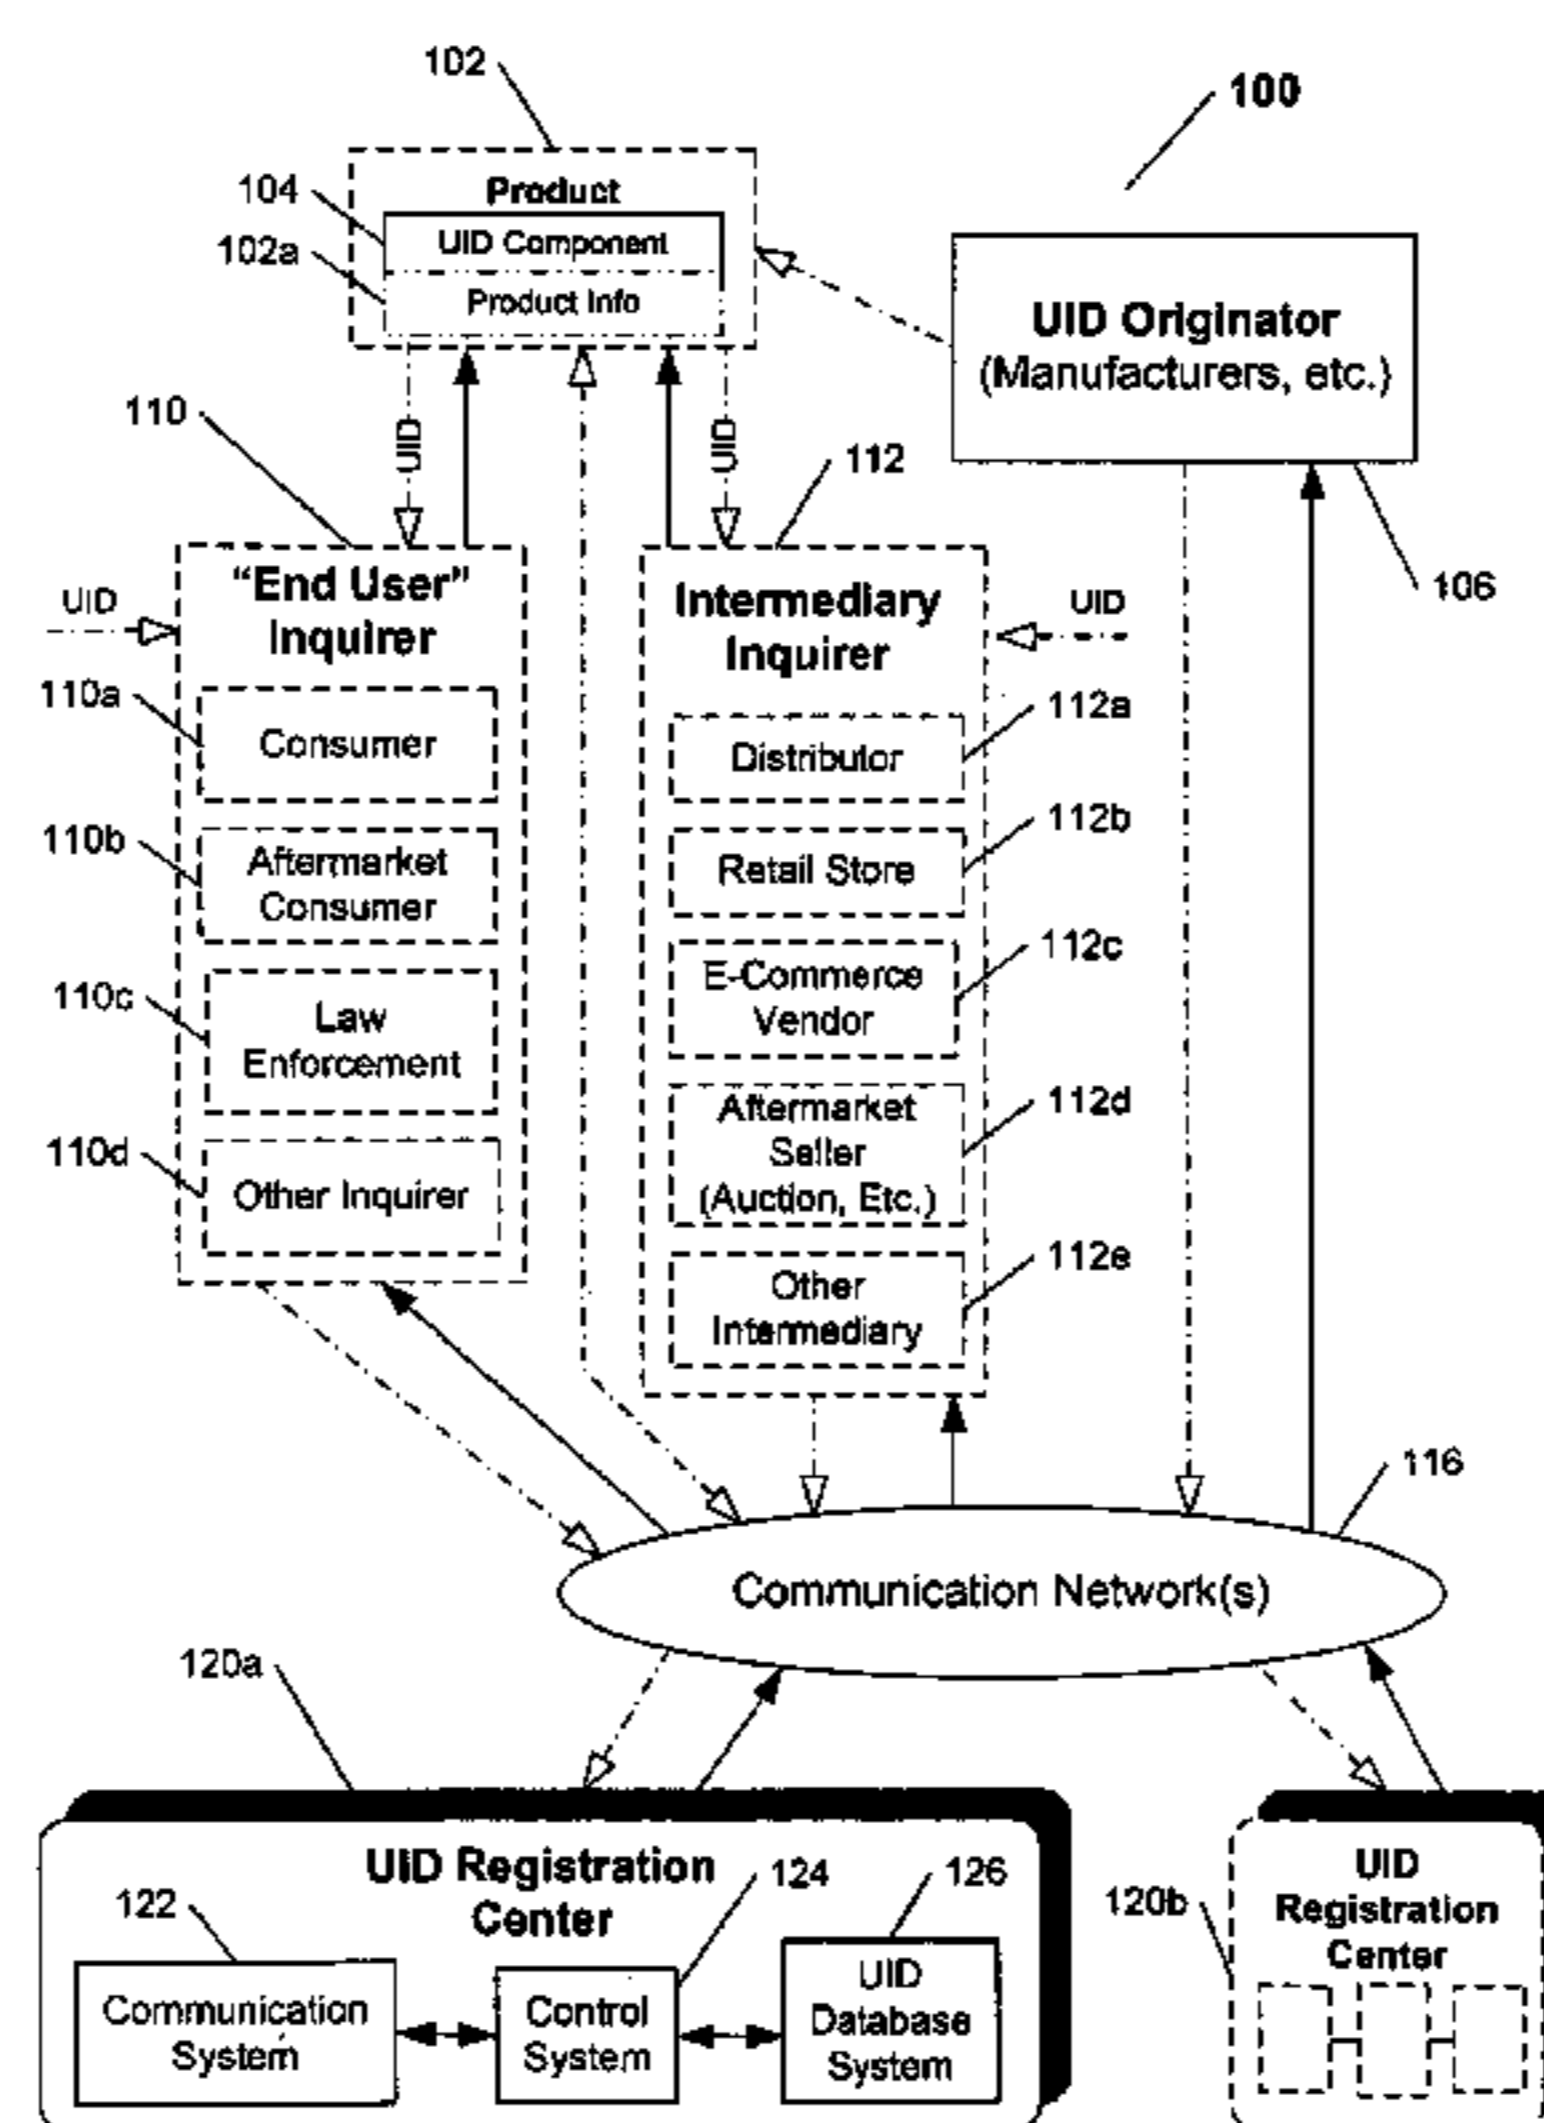 102
100
104
Product
UID Component
102a
Product Info
UID Originator
(Manufacturers, etc.)
110
UID
UID
112
106
"End User"
Inquirer
UID
Intermediary
Inquirer
UID
110a
Consumer
112a
Distributor
110b
Aftermarket
Consumer
112b
Retail Store
110c
Law
Enforcement
112c
E-Commerce
Vendor
110d
Other Inquirer
112d
Aftermarket
Seller
(Auction, Etc.)
112e
Other
Intermediary
116
Communication Network(s)
120a
UID Registration
Center
122
124
126
Communication
System
Control
System
UID
Database
System
120b
UID
Registration
Center